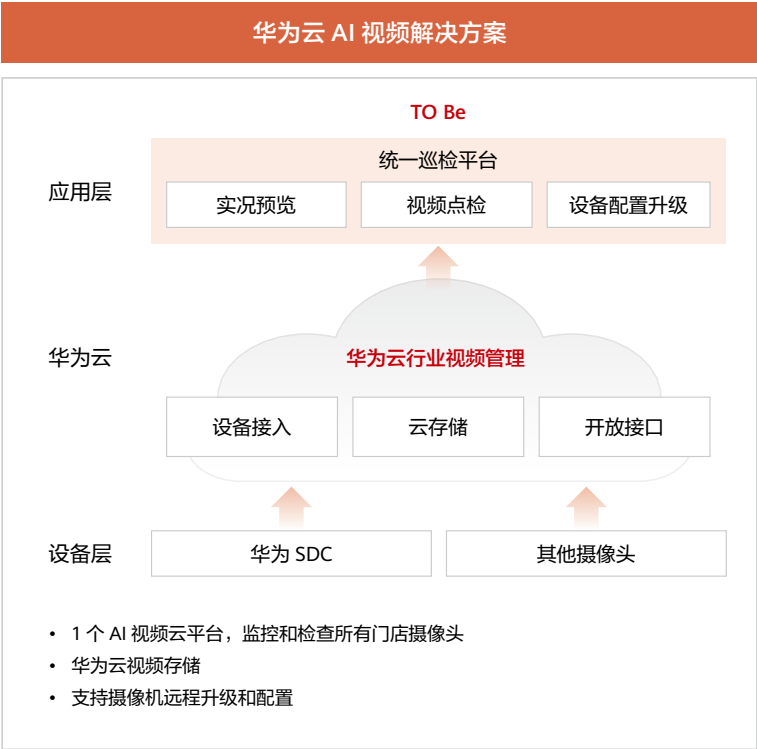 华为云 AI 视频解决方案
TO Be
统一巡检平台
应用层
实况预览
视频点检
设备配置升级
华为云
华为云行业视频管理
设备接入
云存储
开放接口
设备层
华为 SDC
其他摄像头
• 1 个 AI 视频云平台，监控和检查所有门店摄像头
• 华为云视频存储
• 支持摄像机远程升级和配置